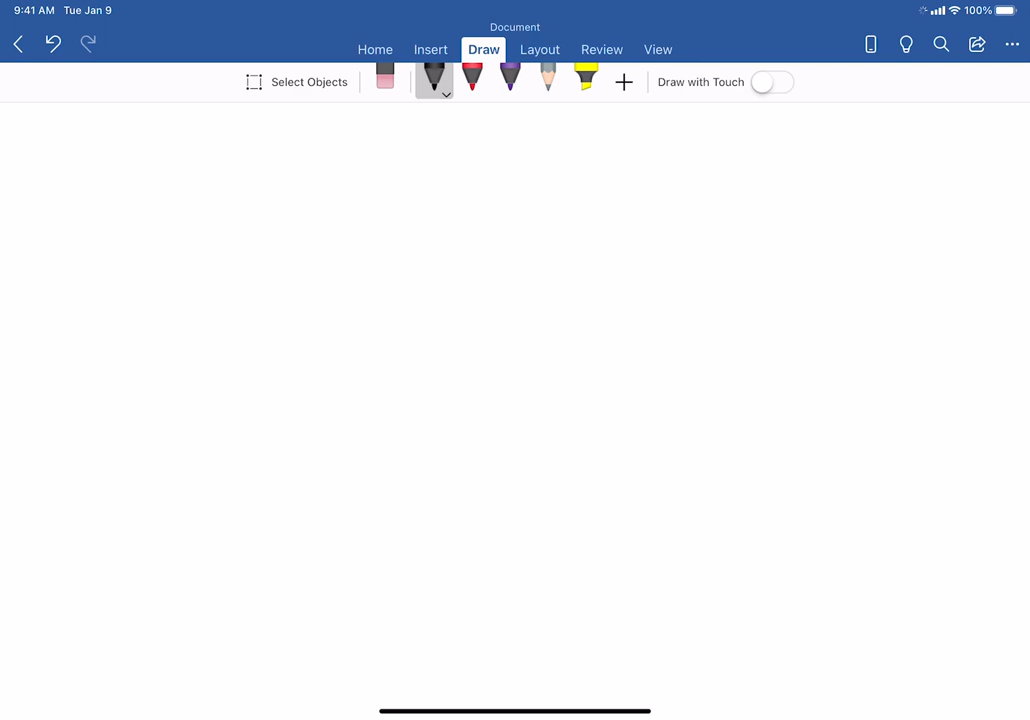 9:41 AM Tue Jan 9 100%
Document
Home Insert Draw Layout Review View
Select Objects Draw with Touch